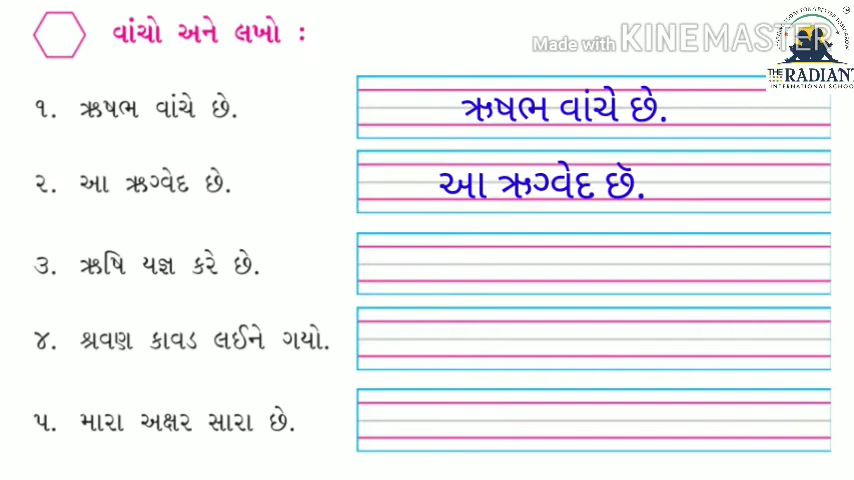 વાંચો અને લખો :
Made with KINEMASTER
THE RADIANT
INTERNATIONAL SCHOOL
૧. ઋષભ વાંચે છે.
ઋષભ વાંચે છે.
૨. આ ઋગ્વેદ છે.
આ ઋગ્વેદ છૅ.
૩. ઋષિ યજ્ઞ કરે છે.
૪. શ્રવણ કાવડ લઈને ગયો.
૫. મારા અક્ષર સારા છે.